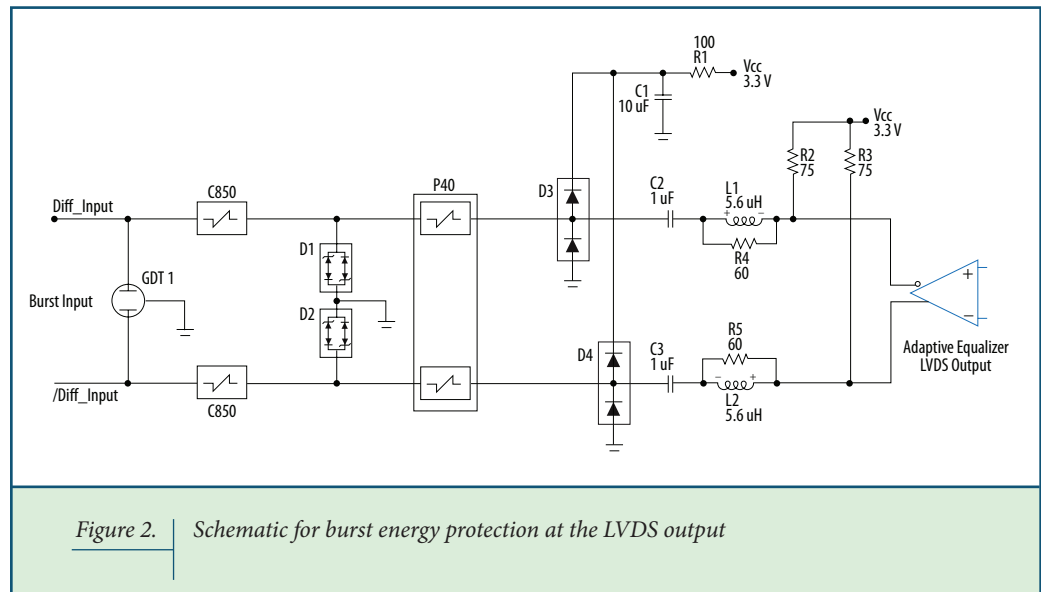 100
R1
Vcc
3.3 V
C1
10 uF
Vcc
3.3 V
R2
75
R3
75
C850
P40
D3
C2
1 uF
L1
5.6 uH
+
-
Diff_Input
R4
60
D1
GDT 1
Burst Input
D2
+
-
R5
60
D4
C3
1 uF
Adaptive Equalizer
LVDS Output
-
+
/Diff_Input
C850
L2
5.6 uH
Figure 2. Schematic for burst energy protection at the LVDS output